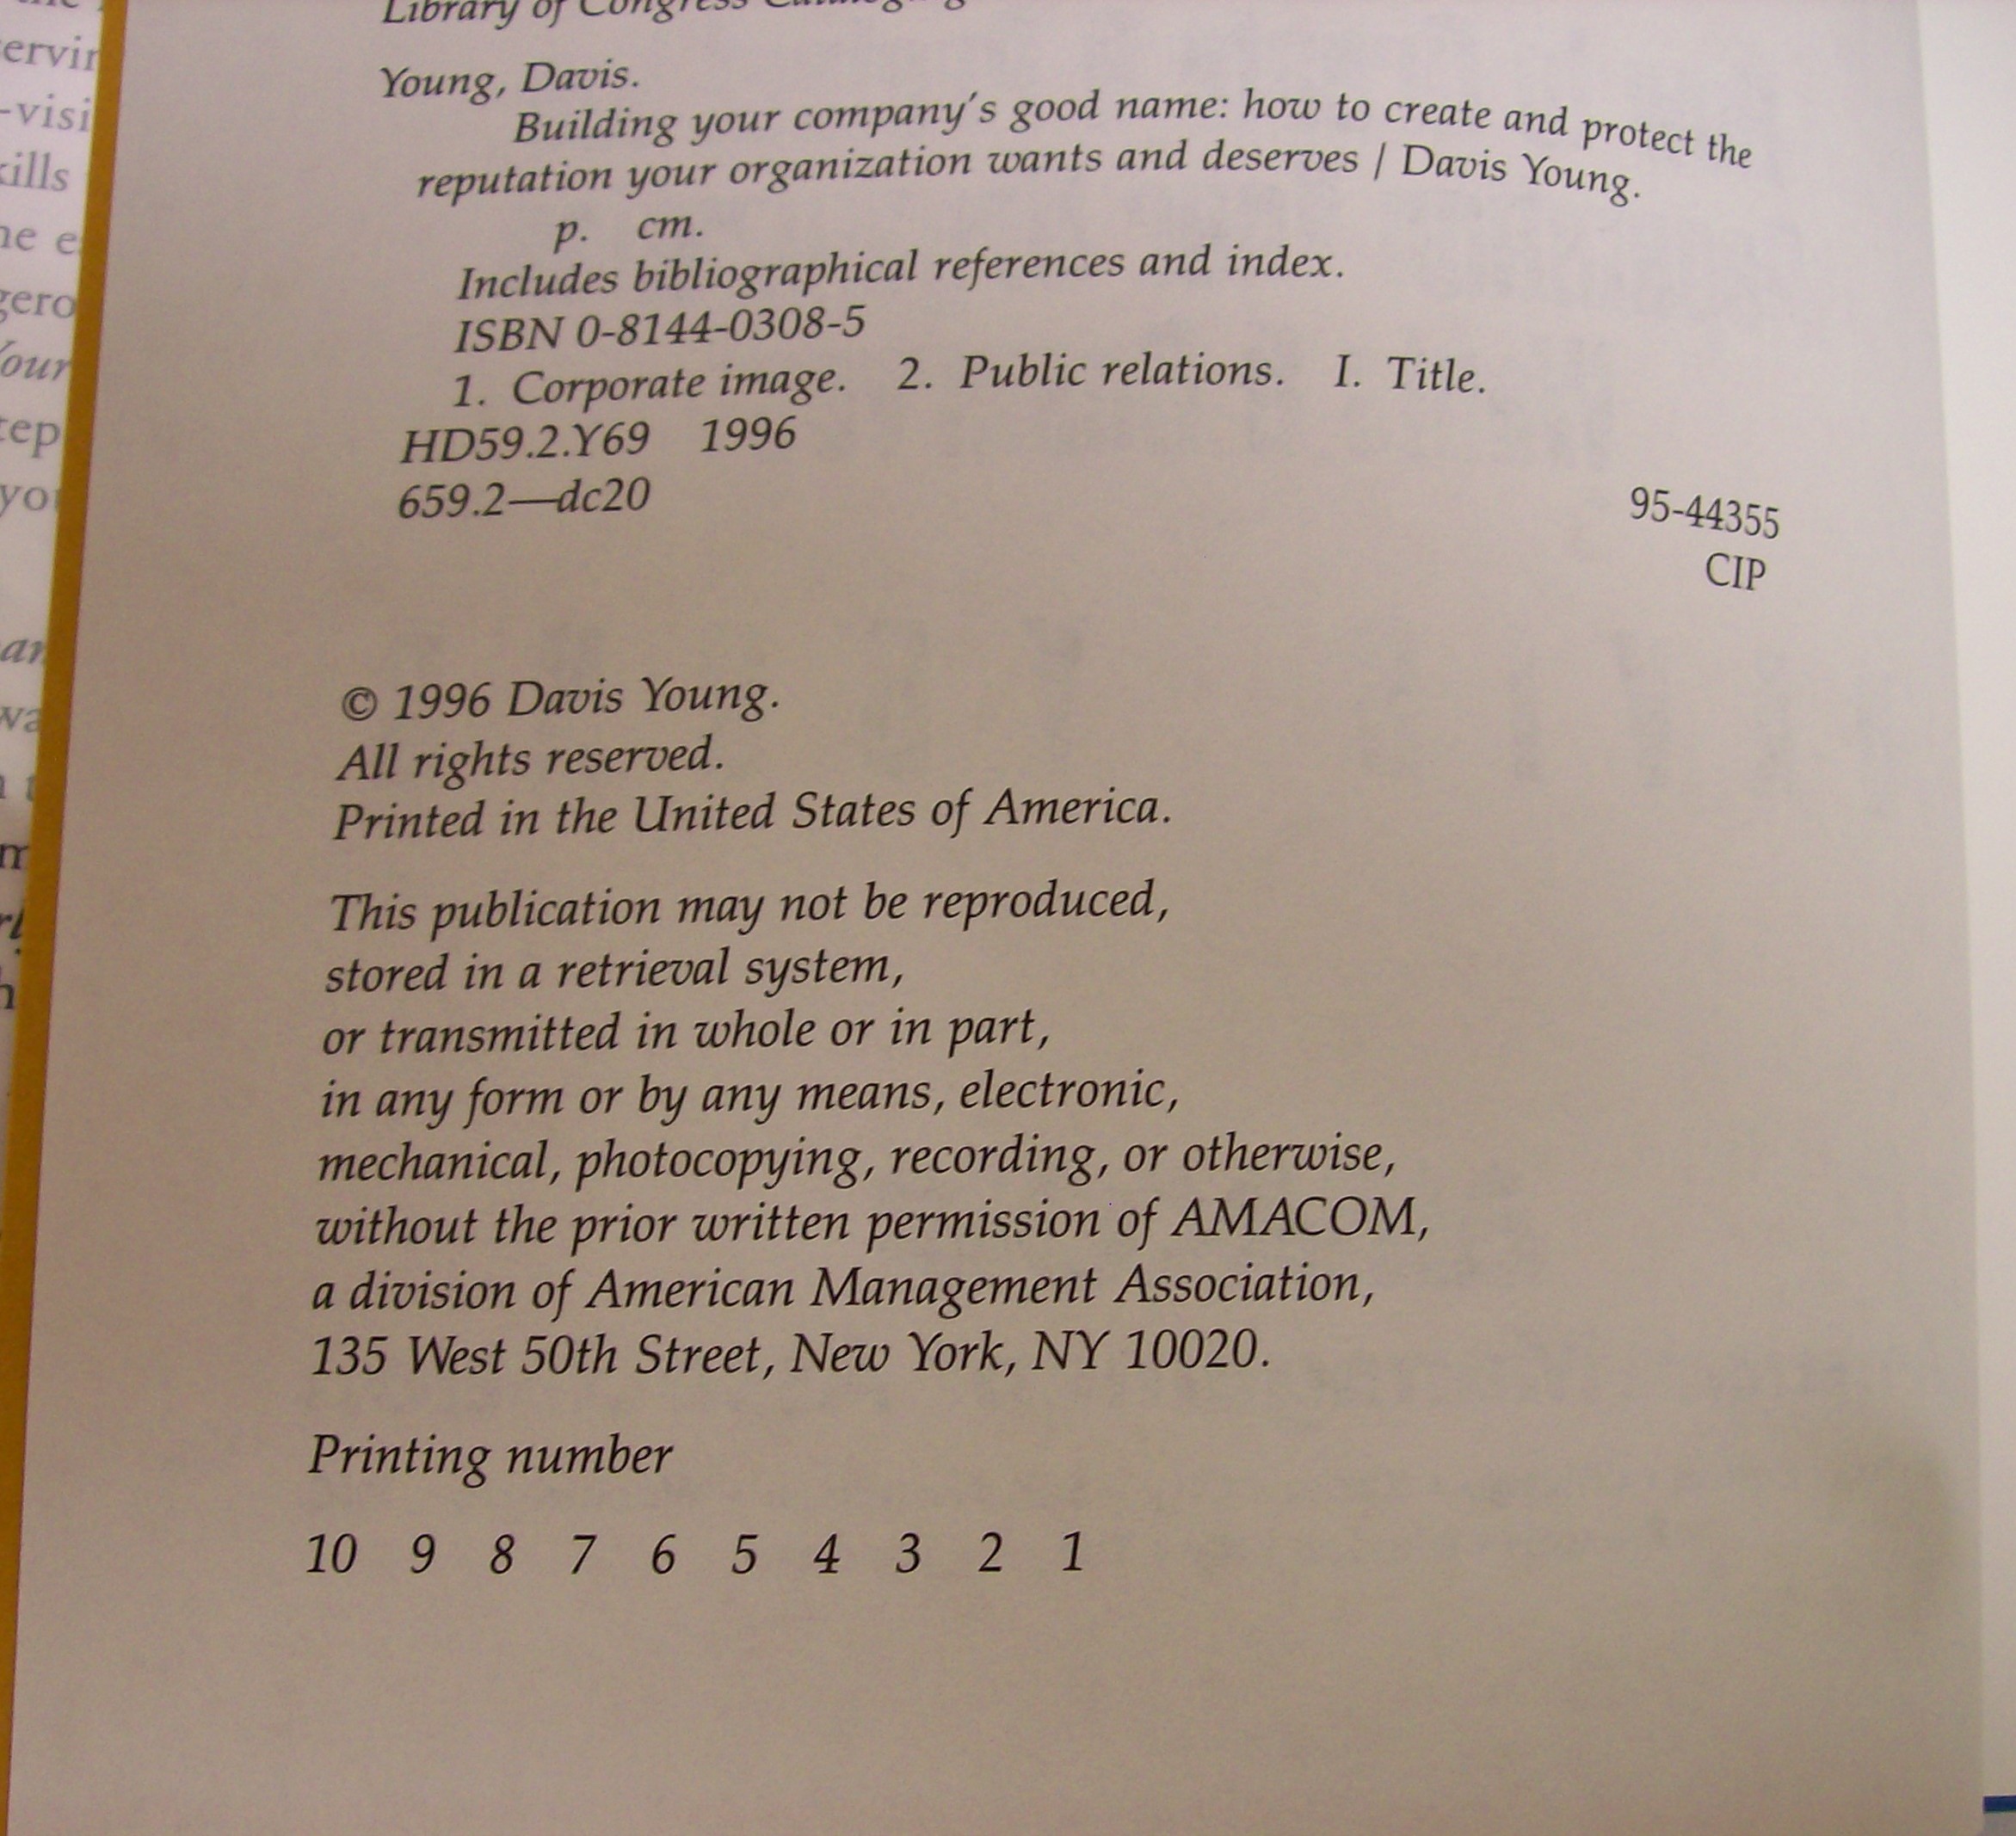 Library of Congress
Young, Davis.
Building your company's good name: how to create and protect the
reputation your organization wants and deserves / Davis Young.
p. cm.
Includes bibliographical references and index.
ISBN 0-8144-0308-5
1. Corporate image. 2. Public relations. I. Title.
HD59.2.Y69 1996
659.2—dc20
95-44355
CIP
© 1996 Davis Young.
All rights reserved.
Printed in the United States of America.
This publication may not be reproduced,
stored in a retrieval system,
or transmitted in whole or in part,
in any form or by any means, electronic,
mechanical, photocopying, recording, or otherwise,
without the prior written permission of AMACOM,
a division of American Management Association,
135 West 50th Street, New York, NY 10020.
Printing number
10 9 8 7 6 5 4 3 2 1